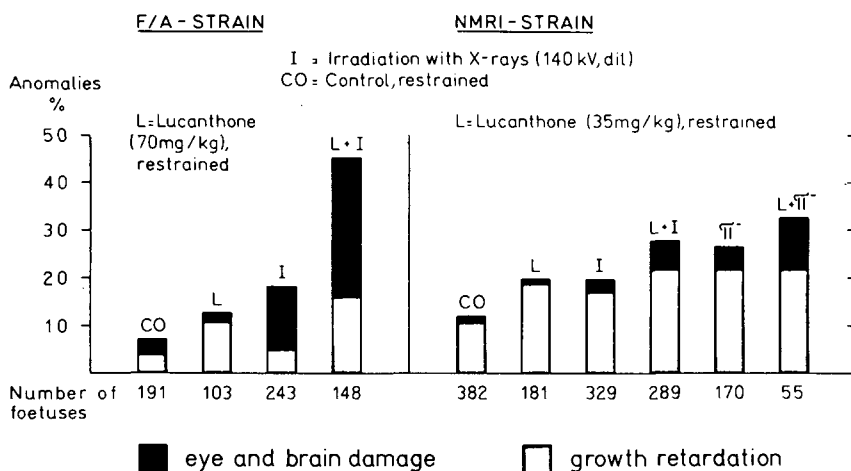 F/A-STRAIN NMRI-STRAIN
I = Irradiation with X-rays (140 kV, dil)
CO = Control, restrained
Anomalies
%
L=Lucanthone
(70mg/kg),
restrained
L=Lucanthone (35mg/kg), restrained
50
40
30
20
10
CO
L
I
L+I
CO
L
I
L+I
π-
L+π-
Number of
foetuses
191 103 243 148 382 181 329 289 170 55
eye and brain damage growth retardation